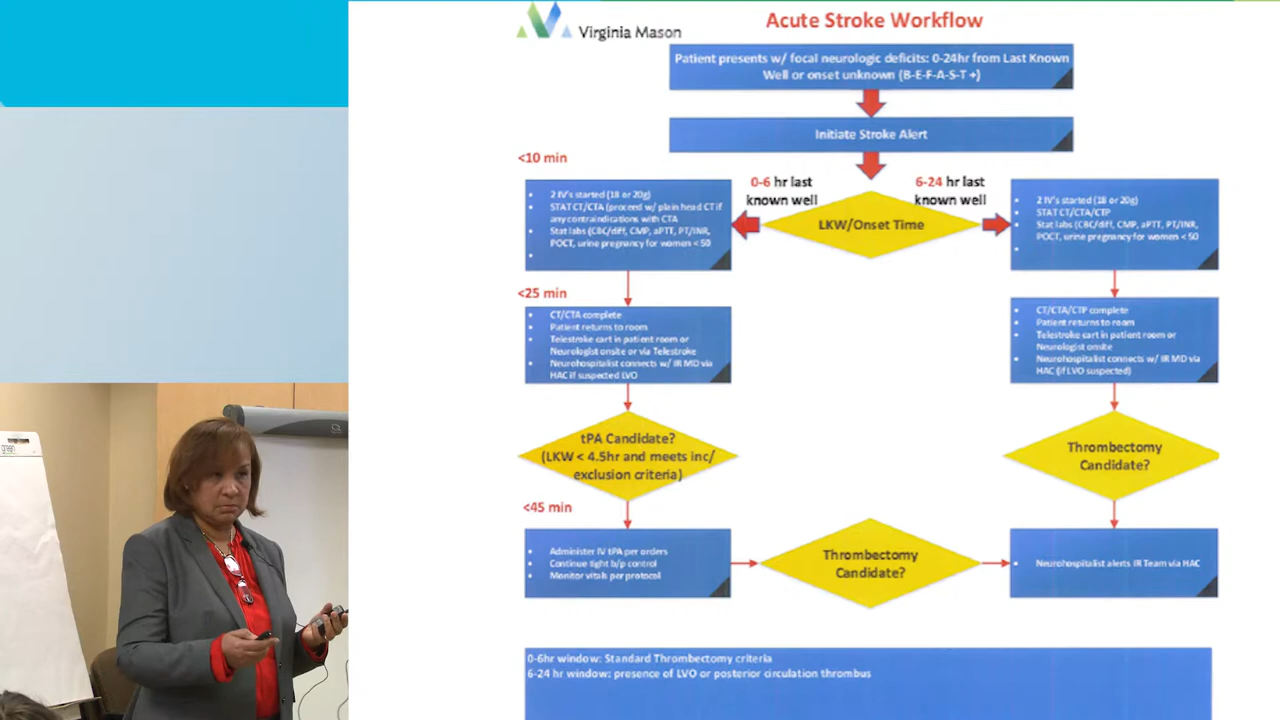 Virginia Mason
Acute Stroke Workflow
Patient presents w/ focal neurologic deficits: 0-24hr from Last Known
Well or onset unknown (B-E-F-A-S-T +)
Initiate Stroke Alert
<10 min
0-6 hr last
known well
6-24 hr last
known well
LKW/Onset Time
• 2 IV's started (18 or 20g)
• STAT CT/CTA (proceed w/ plain head CT if
any contraindications with CTA
• Stat labs (CBC/diff, CMP, aPTT, PT/INR,
POCT, urine pregnancy for women < 50
•
• 2 IV's started (18 or 20g)
• STAT CT/CTA/CTP
• Stat labs (CBC/diff, CMP, aPTT, PT/INR,
POCT, urine pregnancy for women < 50
•
<25 min
• CT/CTA complete
• Patient returns to room
• Telestroke cart in patient room or
Neurologist onsite or via Telestroke
• Neurohospitalist connects w/ IR MD via
HAC if suspected LVO
• CT/CTA/CTP complete
• Patient returns to room
• Telestroke cart in patient room or
Neurologist onsite
• Neurohospitalist connects w/ IR MD via
HAC (if LVO suspected)
tPA Candidate?
(LKW < 4.5hr and meets inc/
exclusion criteria)
Thrombectomy
Candidate?
<45 min
• Administer IV tPA per orders
• Continue tight b/p control
• Monitor vitals per protocol
Thrombectomy
Candidate?
• Neurohospitalist alerts IR Team via HAC
0-6hr window: Standard Thrombectomy criteria
6-24 hr window: presence of LVO or posterior circulation thrombus
green